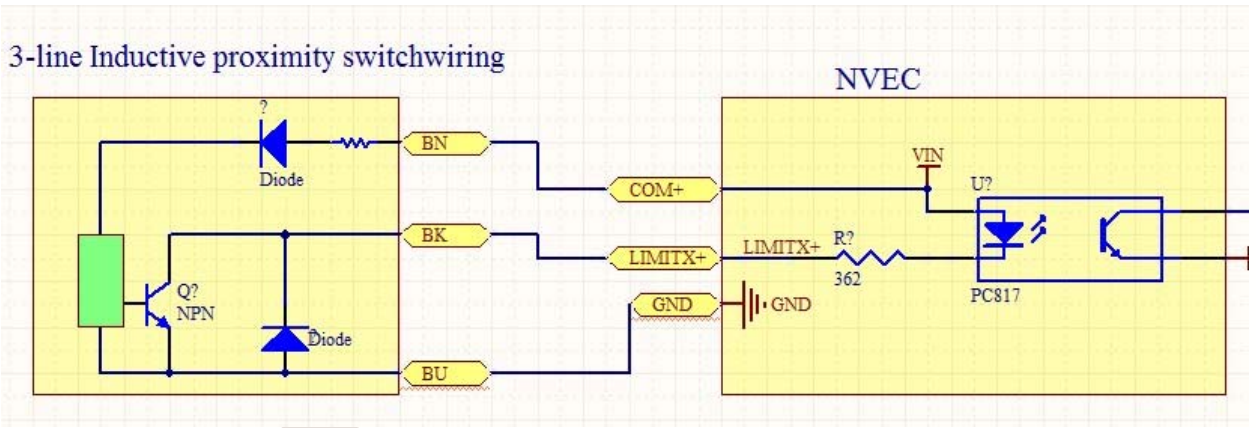 3-line Inductive proximity switchwiring
NVEC
?
Diode
BN
VIN
COM+
U?
BK
LIMITX+
LIMITX+
R?
362
PC817
Q?
NPN
Diode
GND
GND
BU